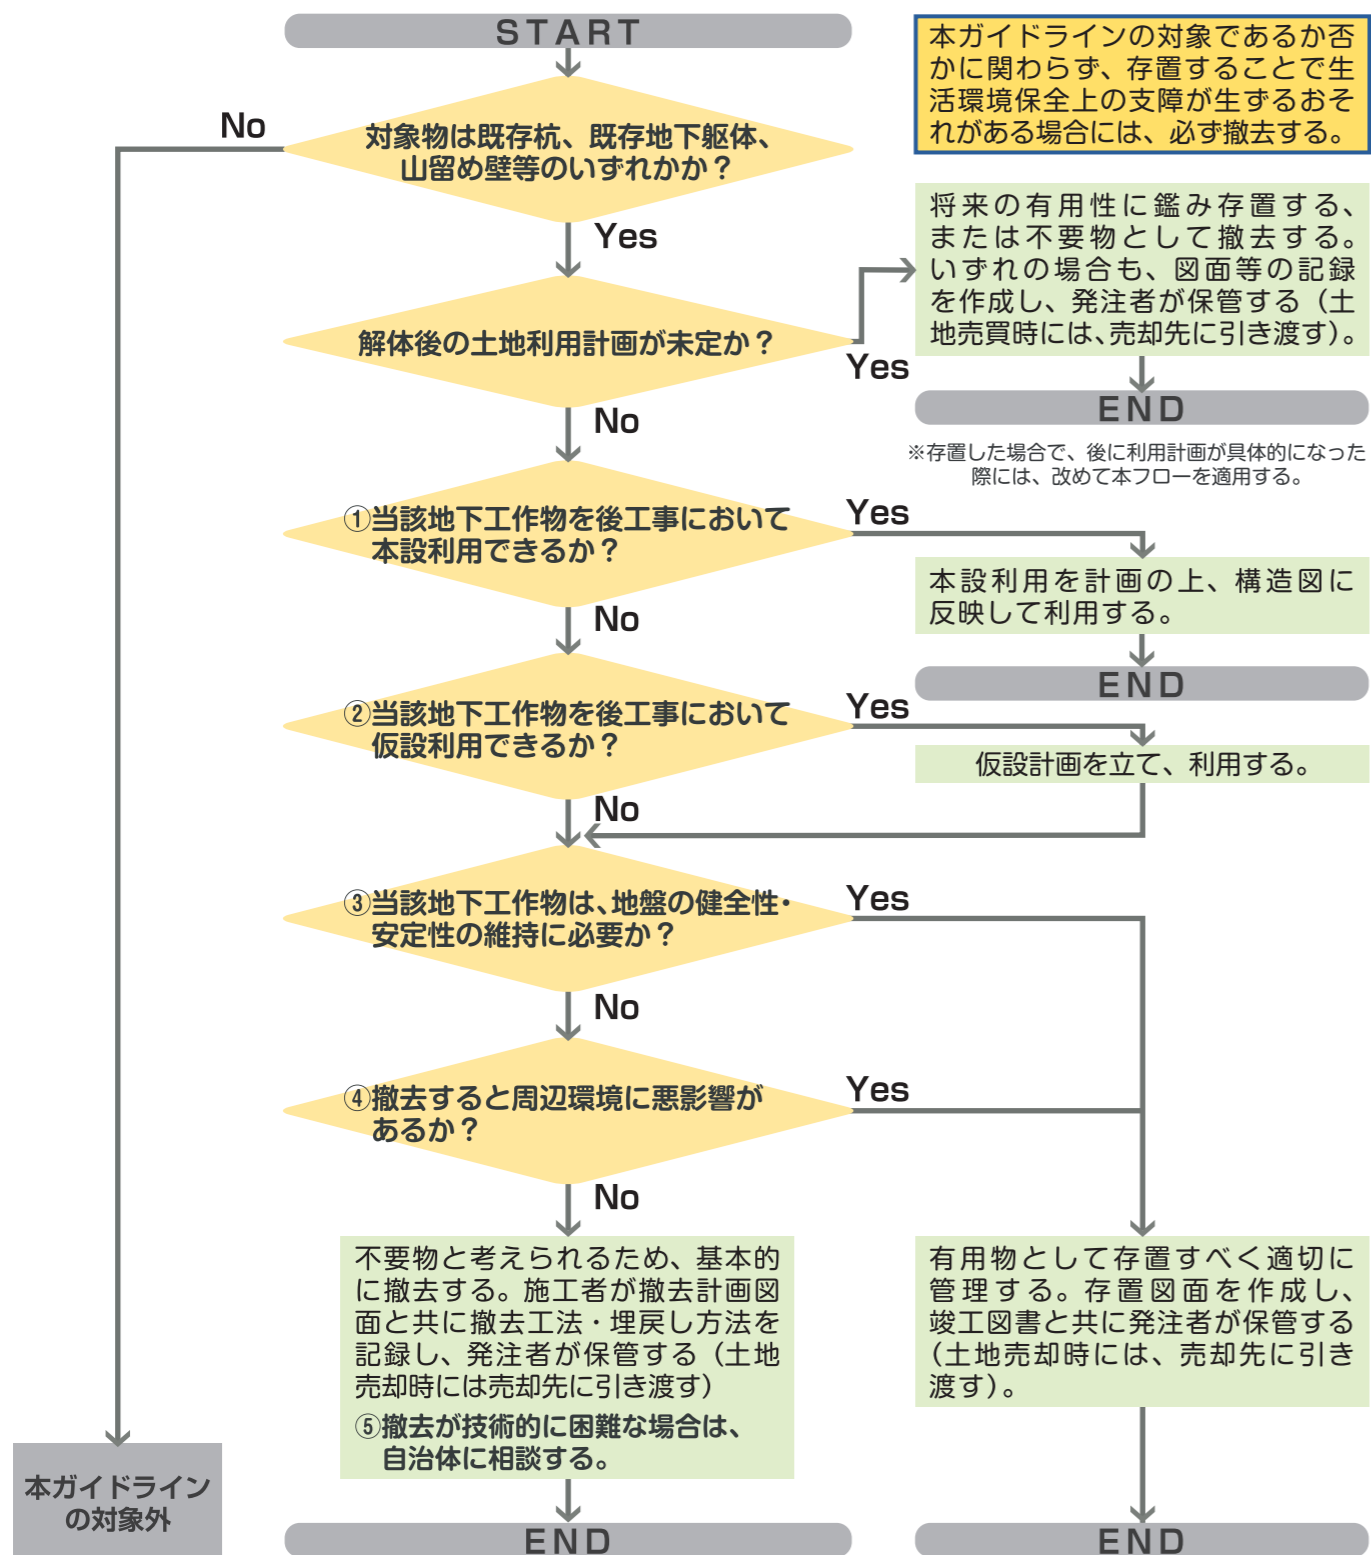 START
本ガイドラインの対象であるか否
かに関わらず、存置することで生
活環境保全上の支障が生ずるおそ
れがある場合には、必ず撤去する。
No
対象物は既存杭、既存地下躯体、
山留め壁等のいずれかか？
Yes
将来の有用性に鑑み存置する、
または不要物として撤去する。
いずれの場合も、図面等の記録
を作成し、発注者が保管する（土
地売買時には、売却先に引き渡す）。
解体後の土地利用計画が未定か？
Yes
END
No
※存置した場合で、後に利用計画が具体的になった
際には、改めて本フローを適用する。
①当該地下工作物を後工事において
本設利用できるか？
Yes
本設利用を計画の上、構造図に
反映して利用する。
END
No
②当該地下工作物を後工事において
仮設利用できるか？
Yes
仮設計画を立て、利用する。
No
③当該地下工作物は、地盤の健全性・
安定性の維持に必要か？
Yes
No
④撤去すると周辺環境に悪影響が
あるか？
Yes
No
不要物と考えられるため、基本的
に撤去する。施工者が撤去計画図
面と共に撤去工法・埋戻し方法を
記録し、発注者が保管する（土地
売却時には売却先に引き渡す）
⑤撤去が技術的に困難な場合は、
自治体に相談する。
END
有用物として存置すべく適切に
管理する。存置図面を作成し、
竣工図書と共に発注者が保管する
（土地売却時には、売却先に引き
渡す）。
END
本ガイドライン
の対象外